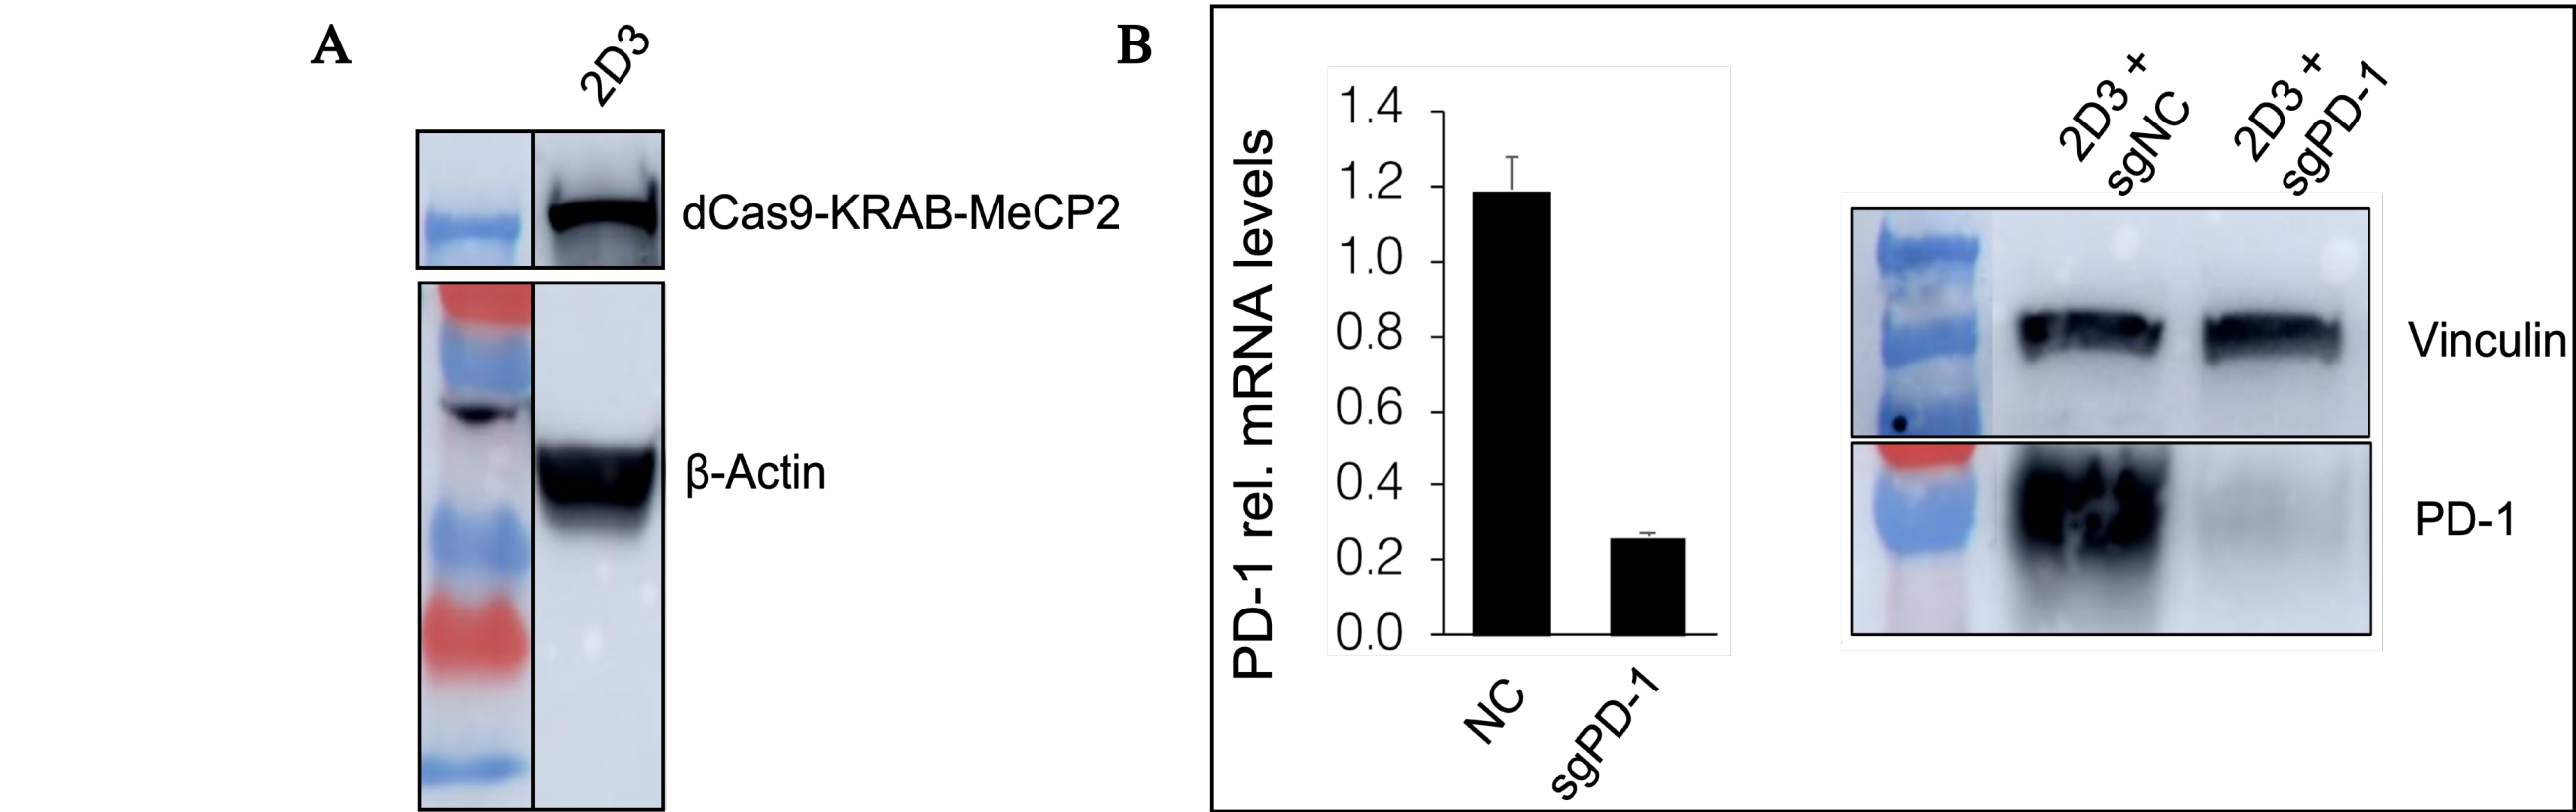 A
2D3
dCas9-KRAB-MeCP2
β-Actin
B
PD-1 rel. mRNA levels
1.4
1.2
1.0
0.8
0.6
0.4
0.2
0.0
NC
sgPD-1
2D3 +
sgNC
2D3 +
sgPD-1
Vinculin
PD-1